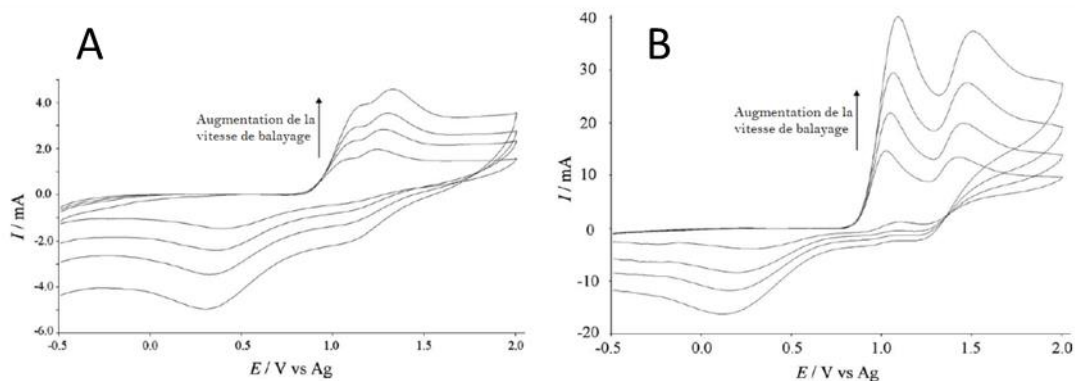 A
4.0
2.0
0.0
-2.0
-4.0
-6.0
I / mA
Augmentation de la
vitesse de balayage
-0.5
0.0
0.5
1.0
1.5
2.0
E / V vs Ag
B
40
30
20
10
0
-10
-20
I / mA
Augmentation de la
vitesse de balayage
-0.5
0.0
0.5
1.0
1.5
2.0
E / V vs Ag